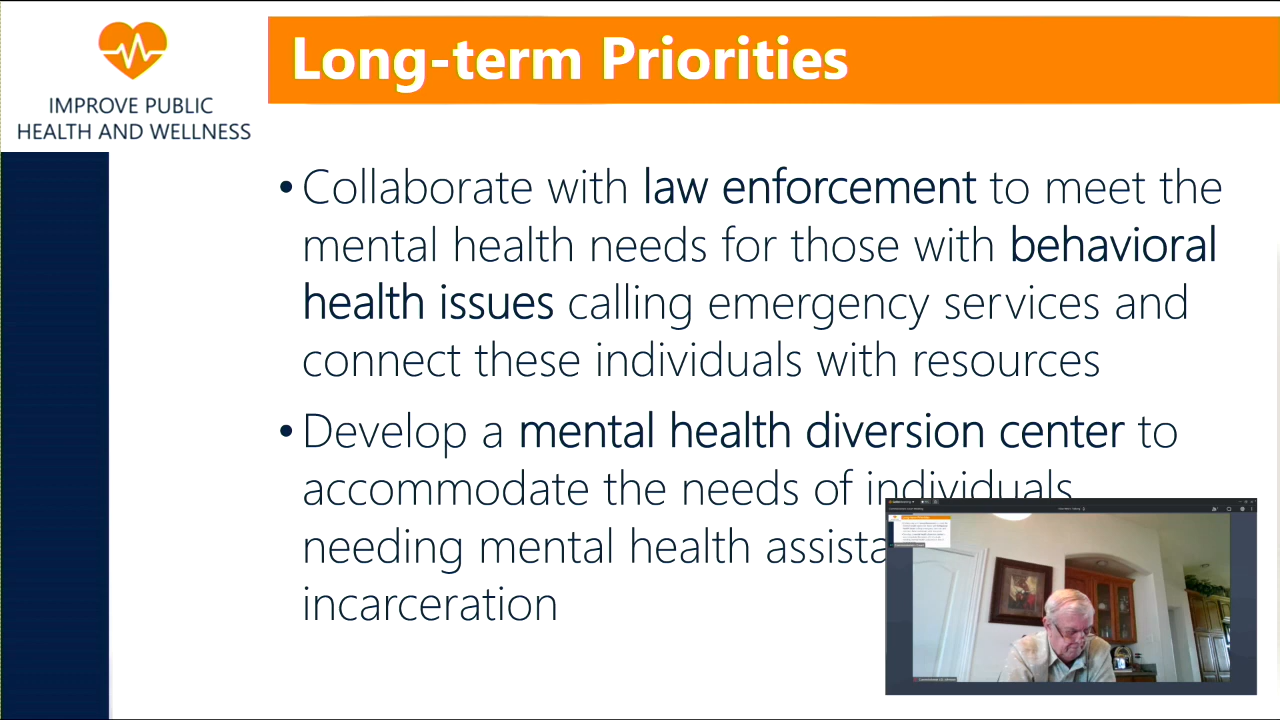 IMPROVE PUBLIC
HEALTH AND WELLNESS
Long-term Priorities
• Collaborate with law enforcement to meet the
mental health needs for those with behavioral
health issues calling emergency services and
connect these individuals with resources
• Develop a mental health diversion center to
accommodate the needs of individuals
needing mental health
incarceration